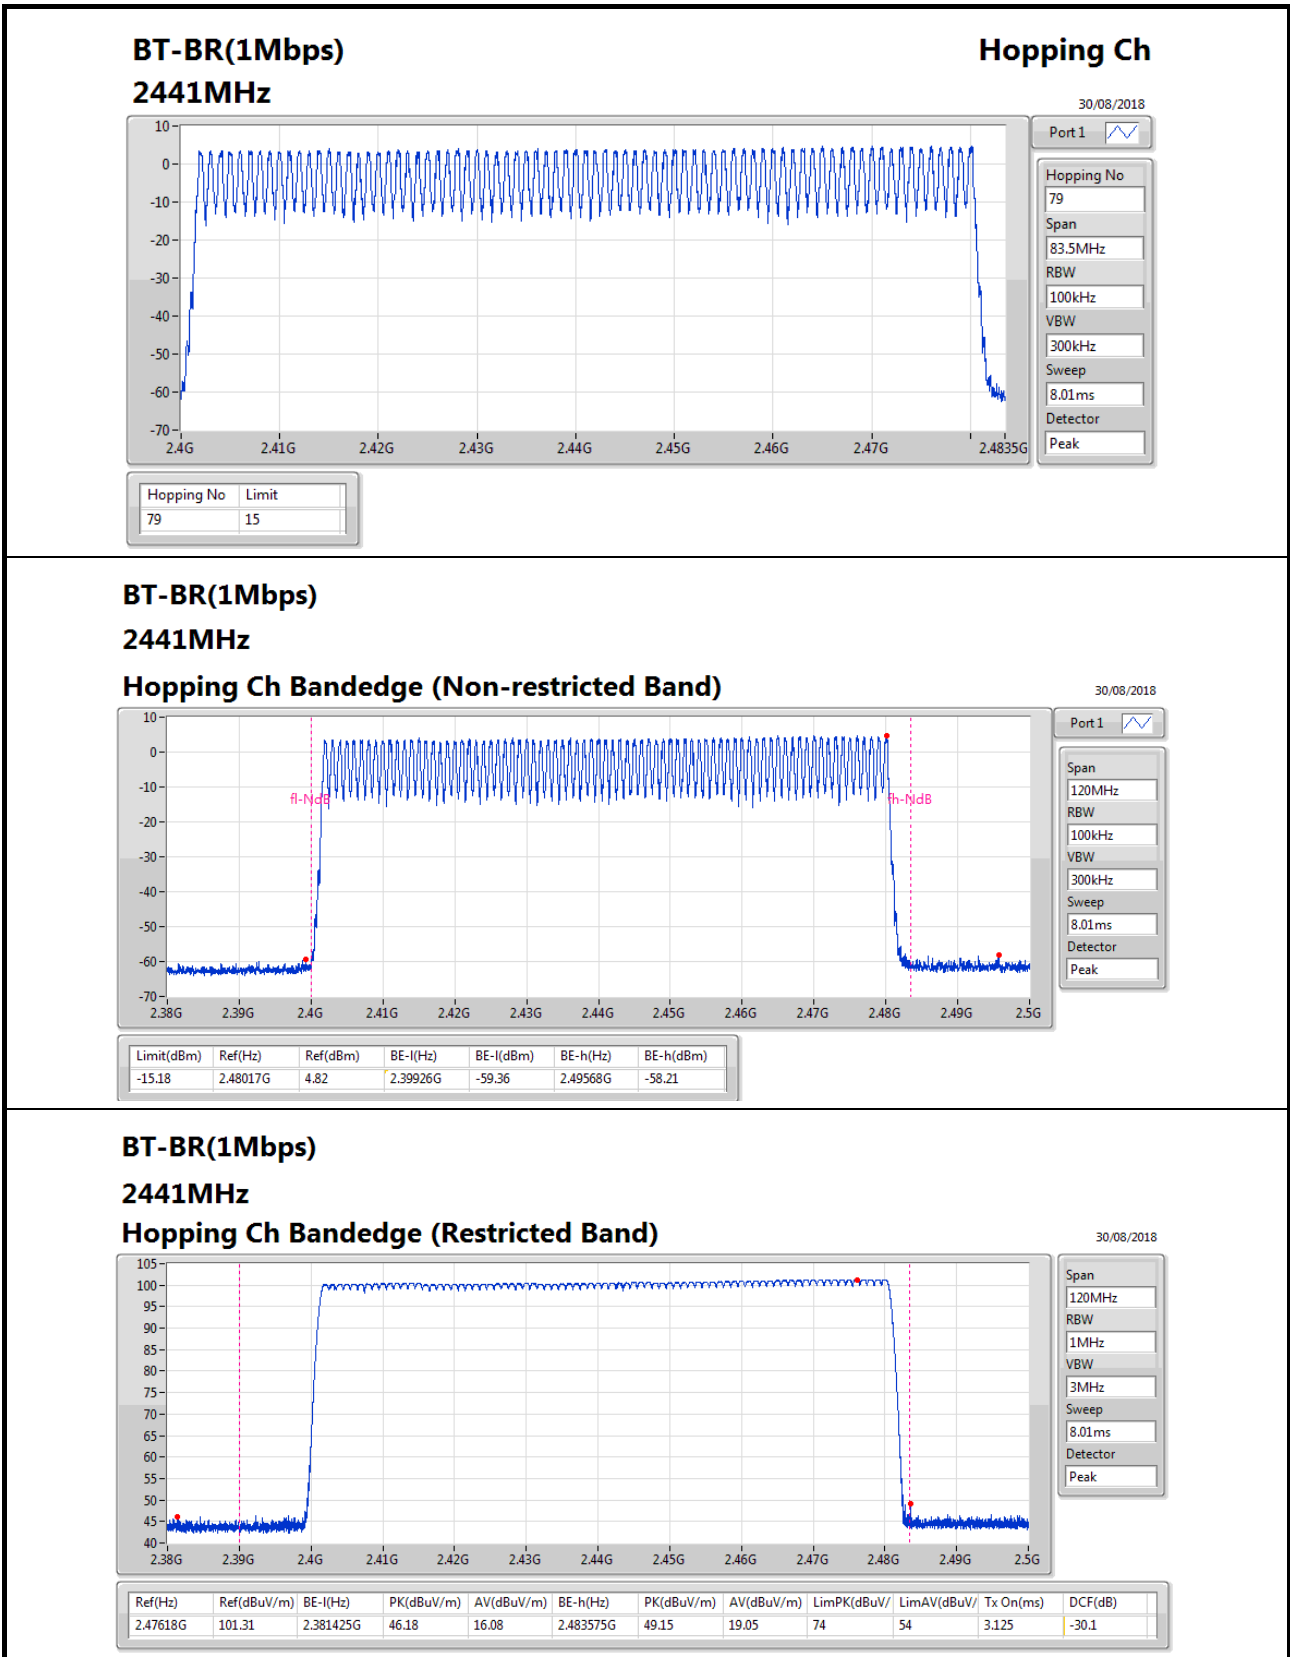 BT-BR(1Mbps)
Hopping Ch
2441MHz
30/08/2018
10
0
-10
-20
-30
-40
-50
-60
-70
2.4G 2.41G 2.42G 2.43G 2.44G 2.45G 2.46G 2.47G 2.4835G
Port 1
Hopping No
79
Span
83.5MHz
RBW
100kHz
VBW
300kHz
Sweep
8.01ms
Detector
Peak
Hopping No Limit
79 15
BT-BR(1Mbps)
2441MHz
Hopping Ch Bandedge (Non-restricted Band)
30/08/2018
10
0
-10
-20
-30
-40
-50
-60
-70
fl-NdB
fh-NdB
2.38G 2.39G 2.4G 2.41G 2.42G 2.43G 2.44G 2.45G 2.46G 2.47G 2.48G 2.49G 2.5G
Port 1
Span
120MHz
RBW
100kHz
VBW
300kHz
Sweep
8.01ms
Detector
Peak
Limit(dBm) Ref(Hz) Ref(dBm) BE-l(Hz) BE-l(dBm) BE-h(Hz) BE-h(dBm)
-15.18 2.48017G 4.82 2.39926G -59.36 2.49568G -58.21
BT-BR(1Mbps)
2441MHz
Hopping Ch Bandedge (Restricted Band)
30/08/2018
105
100
95
90
85
80
75
70
65
60
55
50
45
40
2.38G 2.39G 2.4G 2.41G 2.42G 2.43G 2.44G 2.45G 2.46G 2.47G 2.48G 2.49G 2.5G
Span
120MHz
RBW
1MHz
VBW
3MHz
Sweep
8.01ms
Detector
Peak
Ref(Hz) Ref(dBuV/m) BE-l(Hz) PK(dBuV/m) AV(dBuV/m) BE-h(Hz) PK(dBuV/m) AV(dBuV/m) LimPK(dBuV/ LimAV(dBuV/ Tx On(ms) DCF(dB)
2.47618G 101.31 2.381425G 46.18 16.08 2.483575G 49.15 19.05 74 54 3.125 -30.1